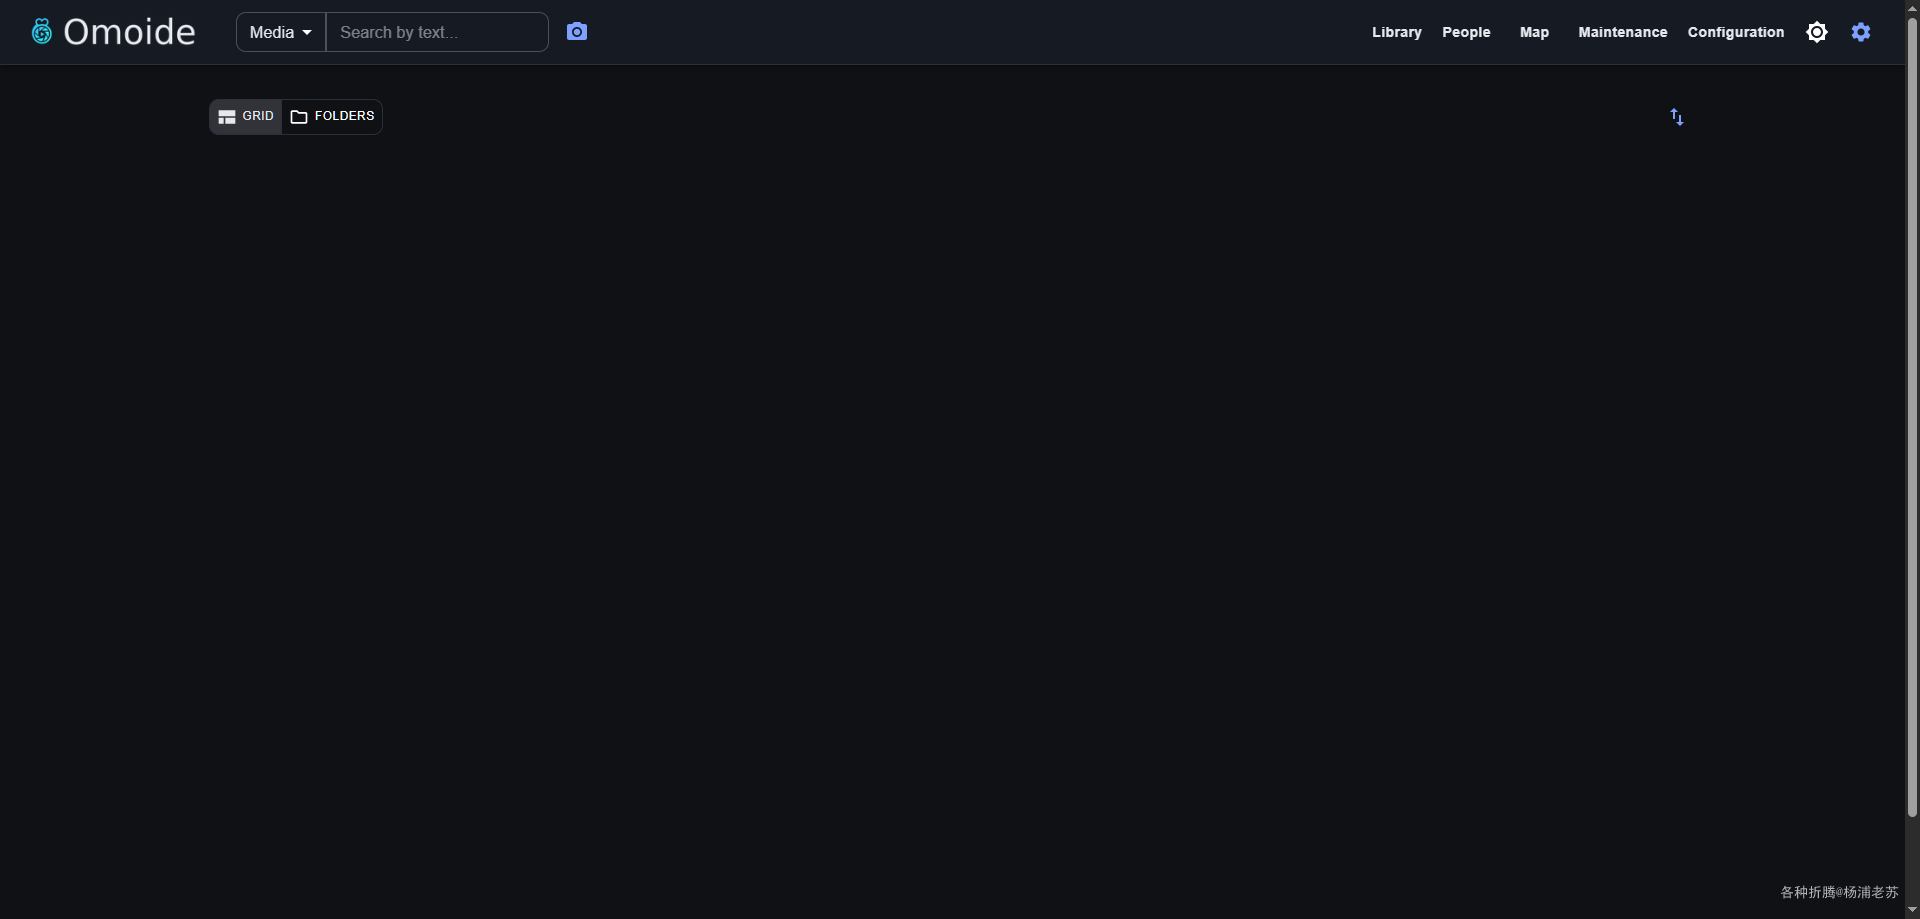 Omoide
Media
Search by text...
Library
People
Map
Maintenance
Configuration
GRID
FOLDERS
各种折腾@杨浦老苏